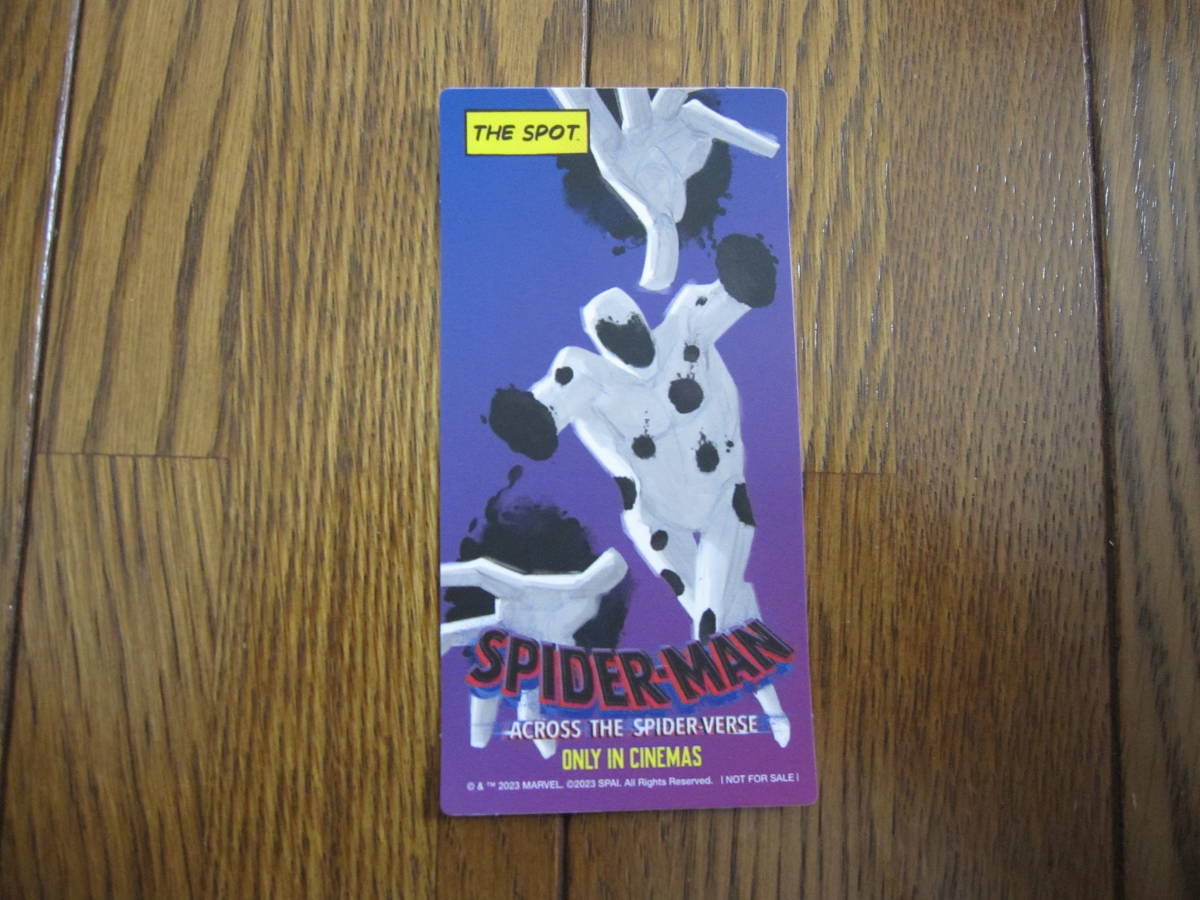 THE SPOT™
SPIDER-MAN
ACROSS THE SPIDER-VERSE
ONLY IN CINEMAS
© & ™ 2023 MARVEL. ©2023 SPAI. All Rights Reserved. | NOT FOR SALE |